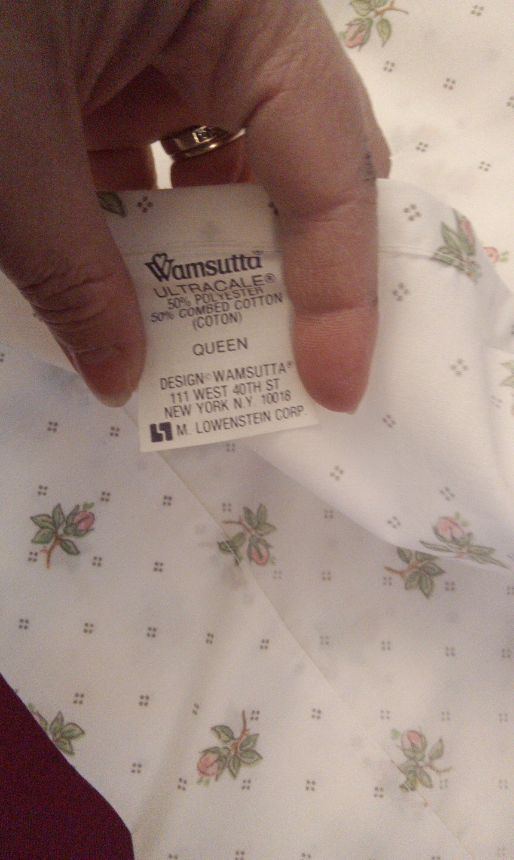 Wamsutta™
ULTRACALE®
50% POLYESTER
50% COMBED COTTON
(COTON)
QUEEN
DESIGN© WAMSUTTA®
111 WEST 40TH ST
NEW YORK N.Y. 10018
M. LOWENSTEIN CORP